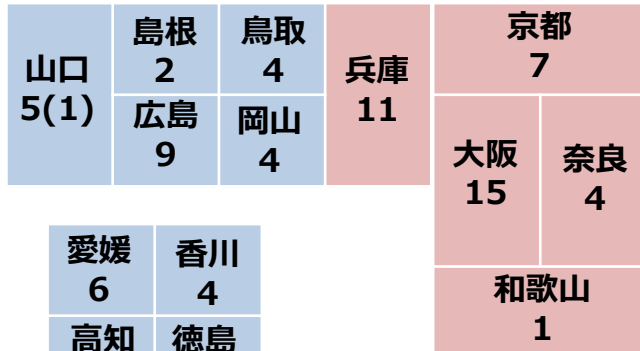 山口
5(1)
島根
2
鳥取
4
広島
9
岡山
4
兵庫
11
京都
7
大阪
15
奈良
4
和歌山
1
愛媛
6
香川
4
高知
徳島